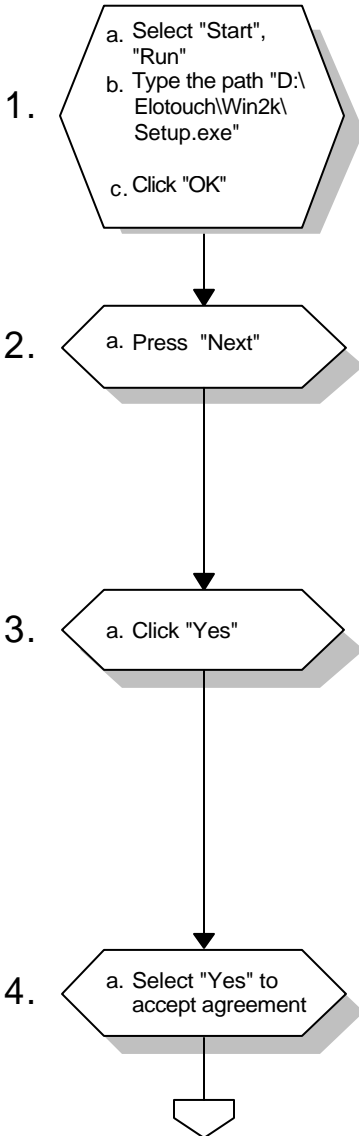 1.
a. Select "Start",
"Run"
b. Type the path "D:\
Elotouch\Win2k\
Setup.exe"
c. Click "OK"
2.
a. Press "Next"
3.
a. Click "Yes"
4.
a. Select "Yes" to
accept agreement